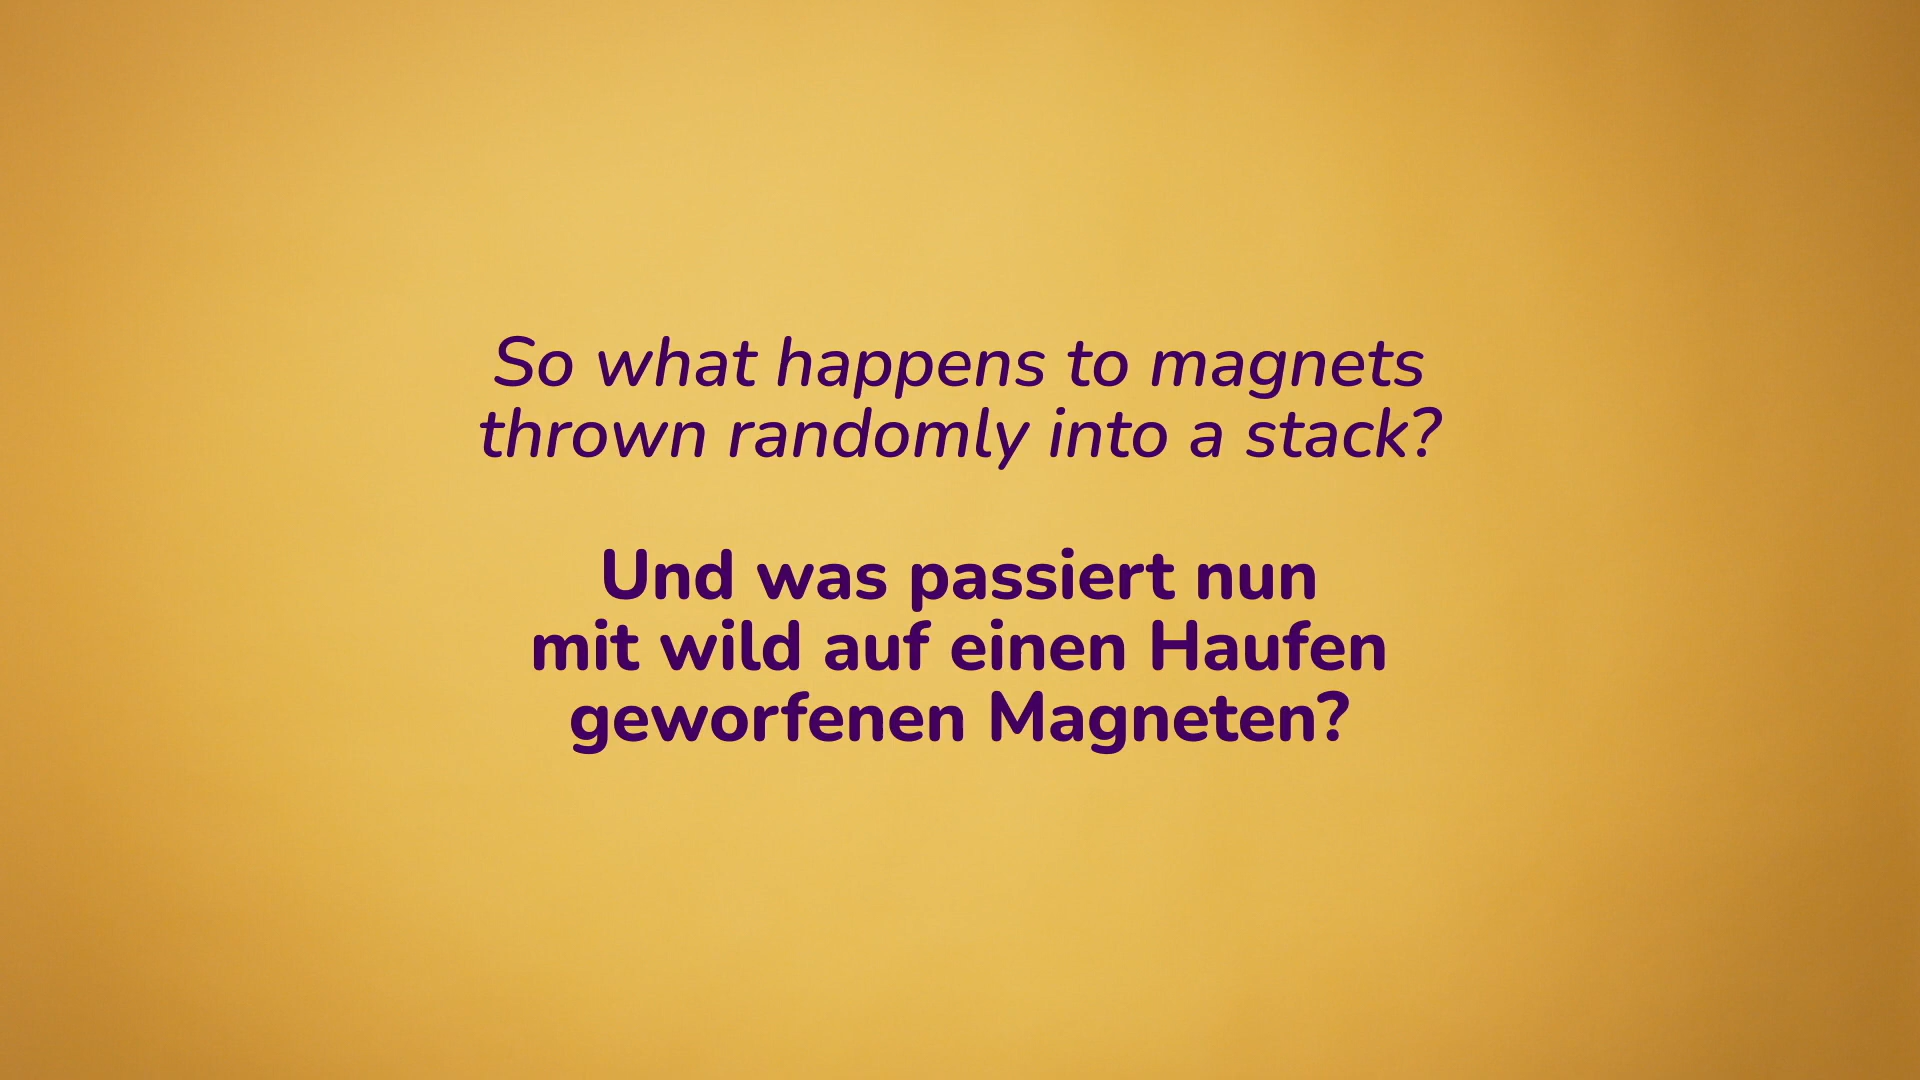 So what happens to magnets
thrown randomly into a stack?
Und was passiert nun
mit wild auf einen Haufen
geworfenen Magneten?